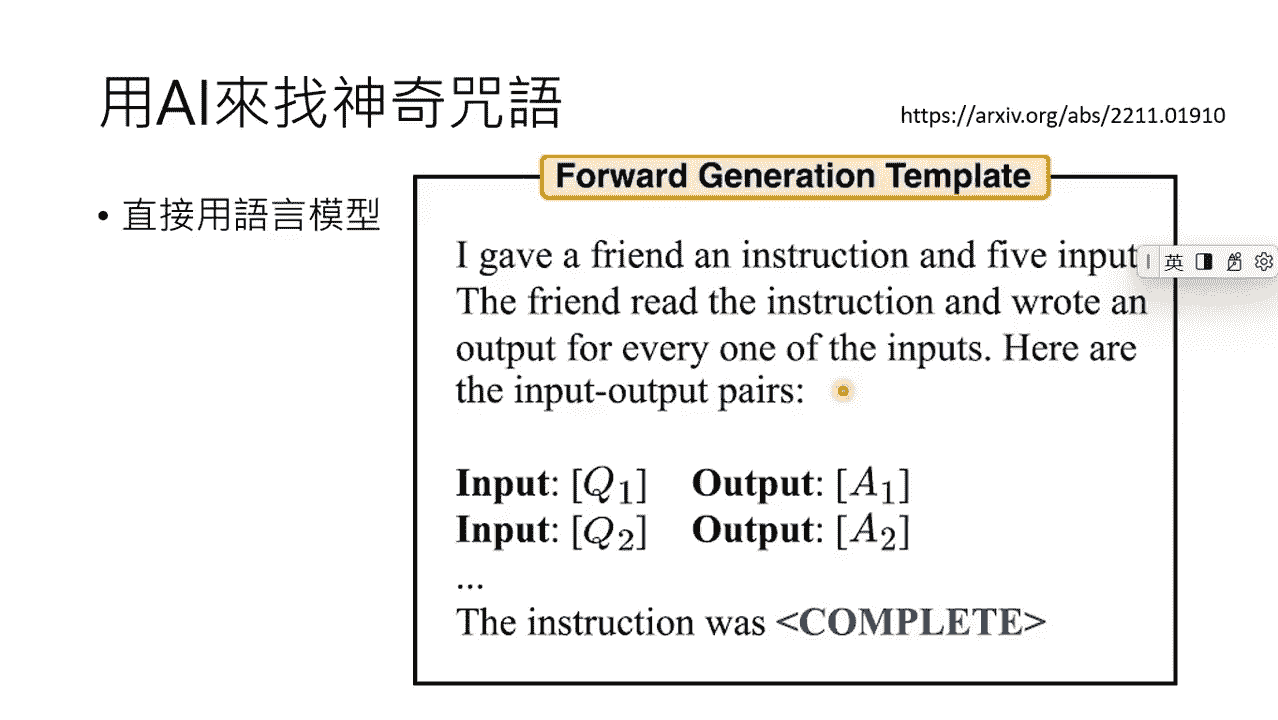 用AI來找神奇咒語
https://arxiv.org/abs/2211.01910
• 直接用語言模型
Forward Generation Template
I gave a friend an instruction and five input
The friend read the instruction and wrote an
output for every one of the inputs. Here are
the input-output pairs:
Input: [Q1] Output: [A1]
Input: [Q2] Output: [A2]
...
The instruction was <COMPLETE>
英